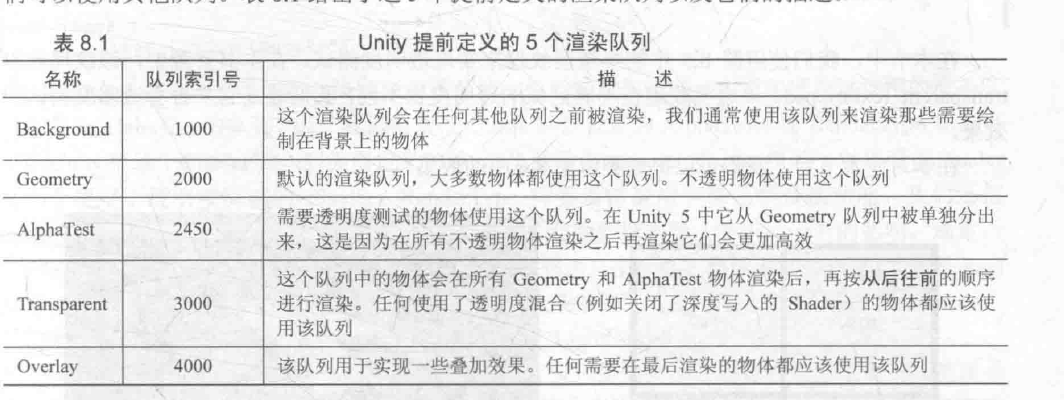 表 8.1 Unity 提前定义的 5 个渲染队列
名称 队列索引号 描 述
Background 1000 这个渲染队列会在任何其他队列之前被渲染，我们通常使用该队列来渲染那些需要绘
制在背景上的物体
Geometry 2000 默认的渲染队列，大多数物体都使用这个队列。不透明物体使用这个队列
AlphaTest 2450 需要透明度测试的物体使用这个队列。在 Unity 5 中它从 Geometry 队列中被单独分出
来，这是因为在所有不透明物体渲染之后再渲染它们会更加高效
Transparent 3000 这个队列中的物体会在所有 Geometry 和 AlphaTest 物体渲染后，再按从后往前的顺序
进行渲染。任何使用了透明度混合（例如关闭了深度写入的 Shader）的物体都应该使
用该队列
Overlay 4000 该队列用于实现一些叠加效果。任何需要在最后渲染的物体都应该使用该队列